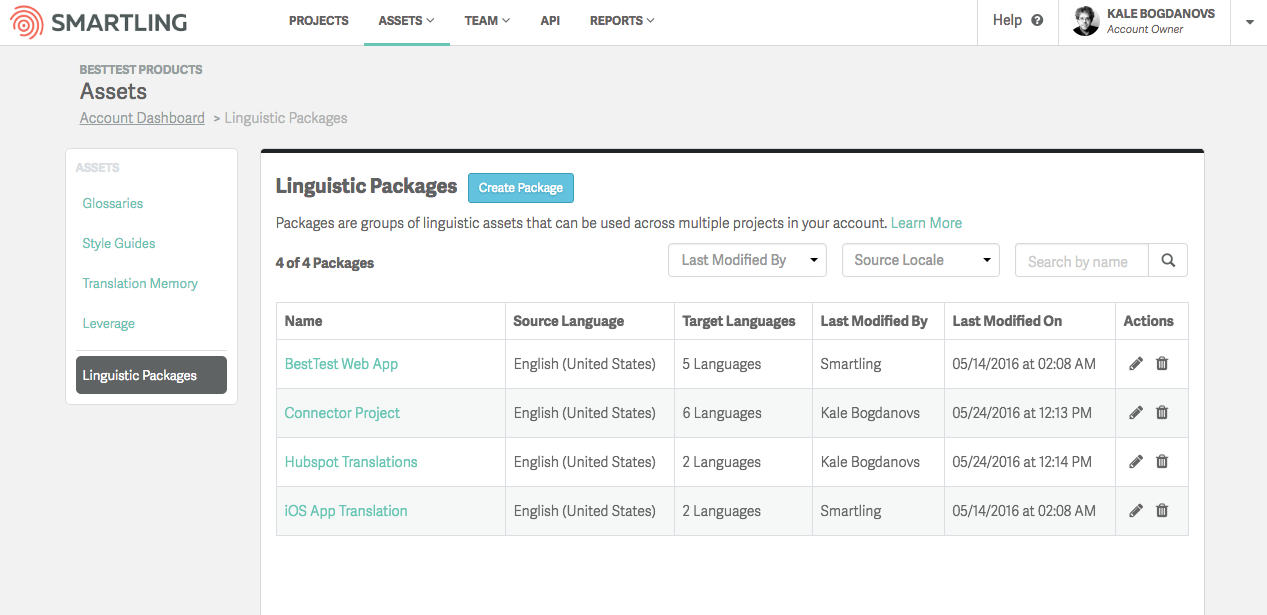 SMARTLING PROJECTS ASSETS TEAM API REPORTS Help ? KALE BOGDANOVS
Account Owner
BESTTEST PRODUCTS
Assets
Account Dashboard > Linguistic Packages
ASSETS
Glossaries
Style Guides
Translation Memory
Leverage
Linguistic Packages
Linguistic Packages Create Package
Packages are groups of linguistic assets that can be used across multiple projects in your account. Learn More
4 of 4 Packages Last Modified By Source Locale Search by name
Name Source Language Target Languages Last Modified By Last Modified On Actions
BestTest Web App English (United States) 5 Languages Smartling 05/14/2016 at 02:08 AM
Connector Project English (United States) 6 Languages Kale Bogdanovs 05/24/2016 at 12:13 PM
Hubspot Translations English (United States) 2 Languages Kale Bogdanovs 05/24/2016 at 12:14 PM
iOS App Translation English (United States) 2 Languages Smartling 05/14/2016 at 02:08 AM